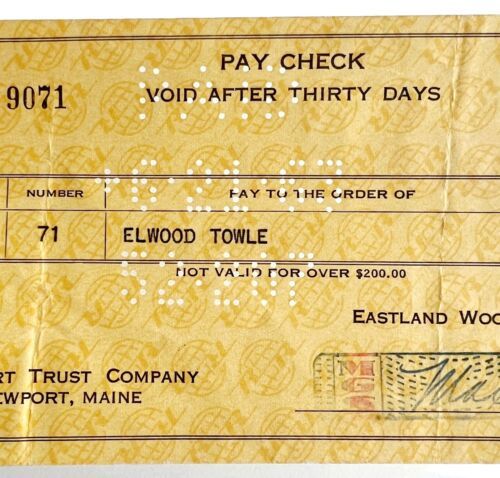 PAY CHECK
9071 VOID AFTER THIRTY DAYS
NUMBER PAY TO THE ORDER OF
71 ELWOOD TOWLE
NOT VALID FOR OVER $200.00
EASTLAND WOO
RT TRUST COMPANY
EWPORT, MAINE